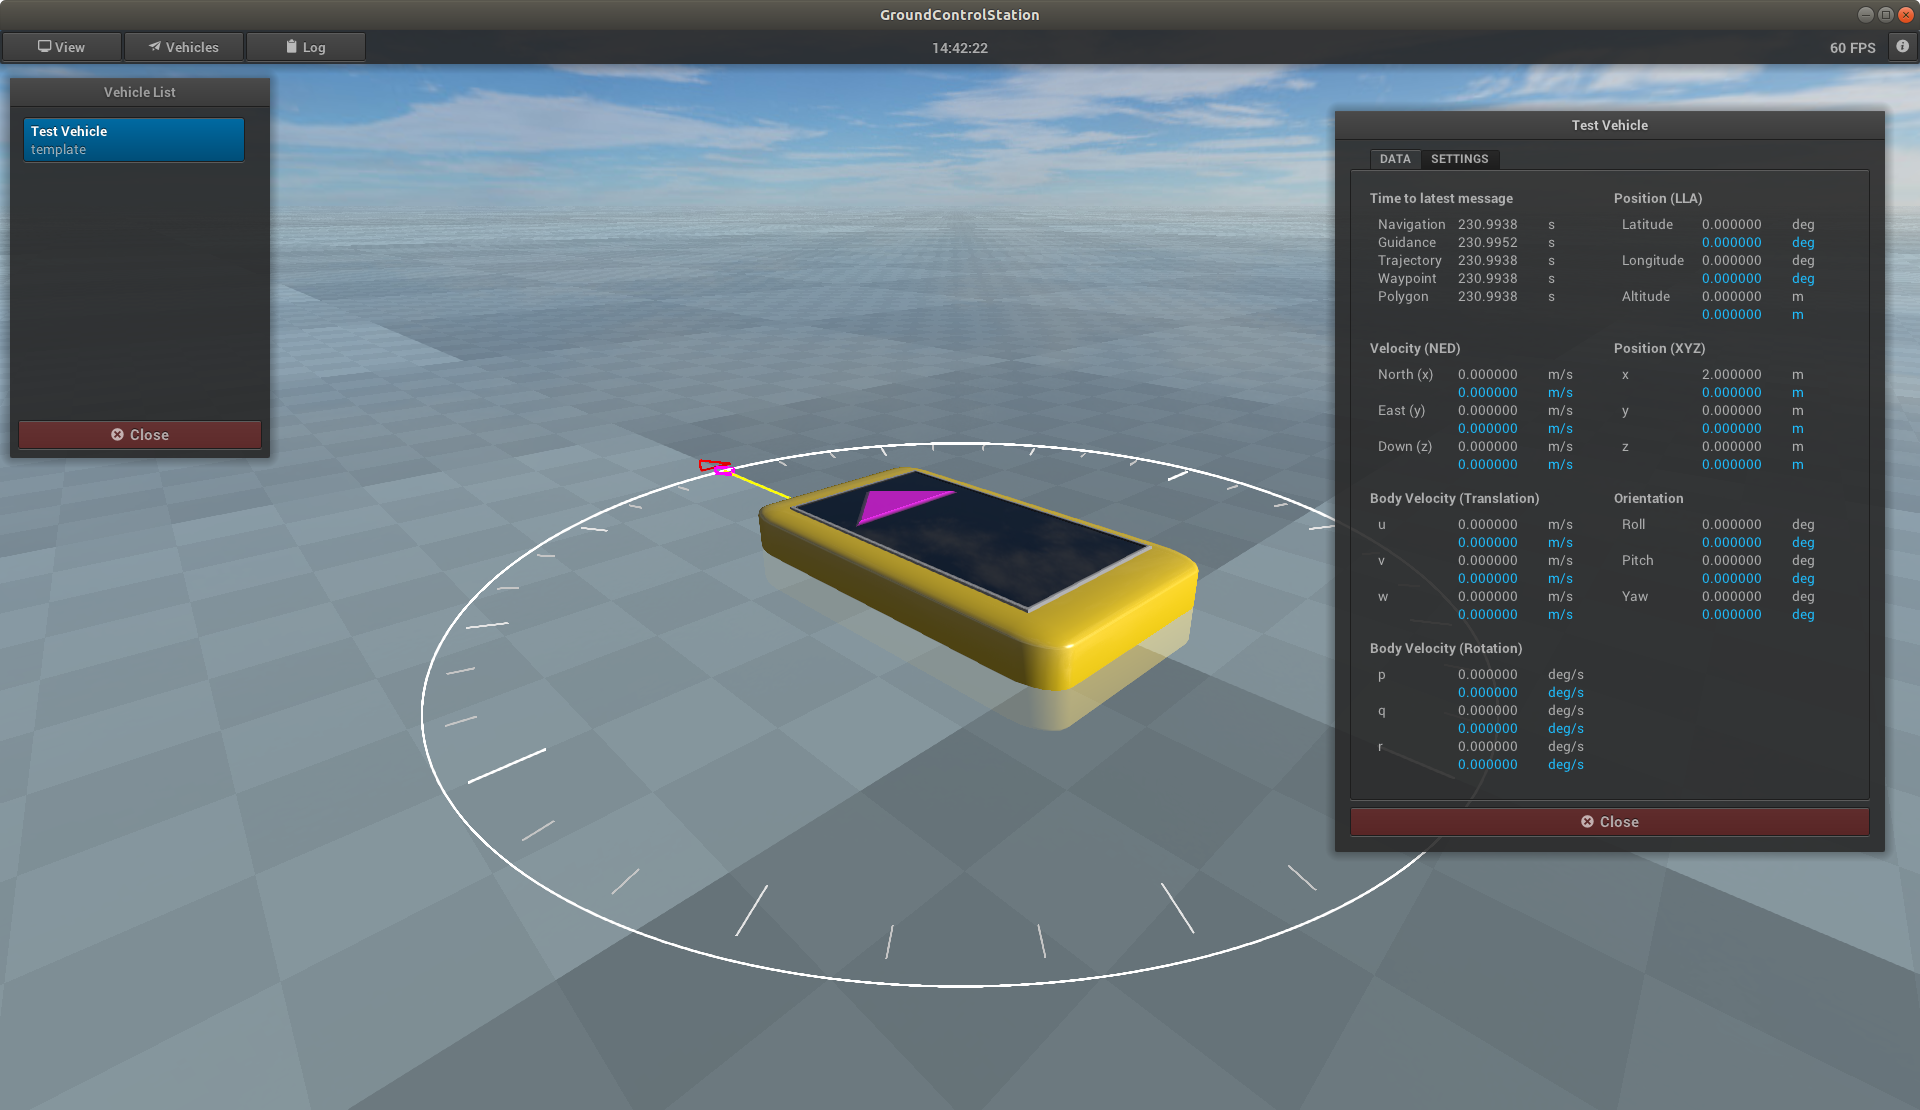 GroundControlStation
View
Vehicles
Log
14:42:22
60 FPS
Vehicle List
Test Vehicle
template
Close
Test Vehicle
DATA SETTINGS
Time to latest message
Navigation 230.9938 s
Guidance 230.9952 s
Trajectory 230.9938 s
Waypoint 230.9938 s
Polygon 230.9938 s
Position (LLA)
Latitude 0.000000 deg
0.000000 deg
Longitude 0.000000 deg
0.000000 deg
Altitude 0.000000 m
0.000000 m
Velocity (NED)
North (x) 0.000000 m/s
0.000000 m/s
East (y) 0.000000 m/s
0.000000 m/s
Down (z) 0.000000 m/s
0.000000 m/s
Position (XYZ)
x 2.000000 m
0.000000 m
y 0.000000 m
0.000000 m
z 0.000000 m
0.000000 m
Body Velocity (Translation)
u 0.000000 m/s
0.000000 m/s
v 0.000000 m/s
0.000000 m/s
w 0.000000 m/s
0.000000 m/s
Orientation
Roll 0.000000 deg
0.000000 deg
Pitch 0.000000 deg
0.000000 deg
Yaw 0.000000 deg
0.000000 deg
Body Velocity (Rotation)
p 0.000000 deg/s
0.000000 deg/s
q 0.000000 deg/s
0.000000 deg/s
r 0.000000 deg/s
0.000000 deg/s
Close